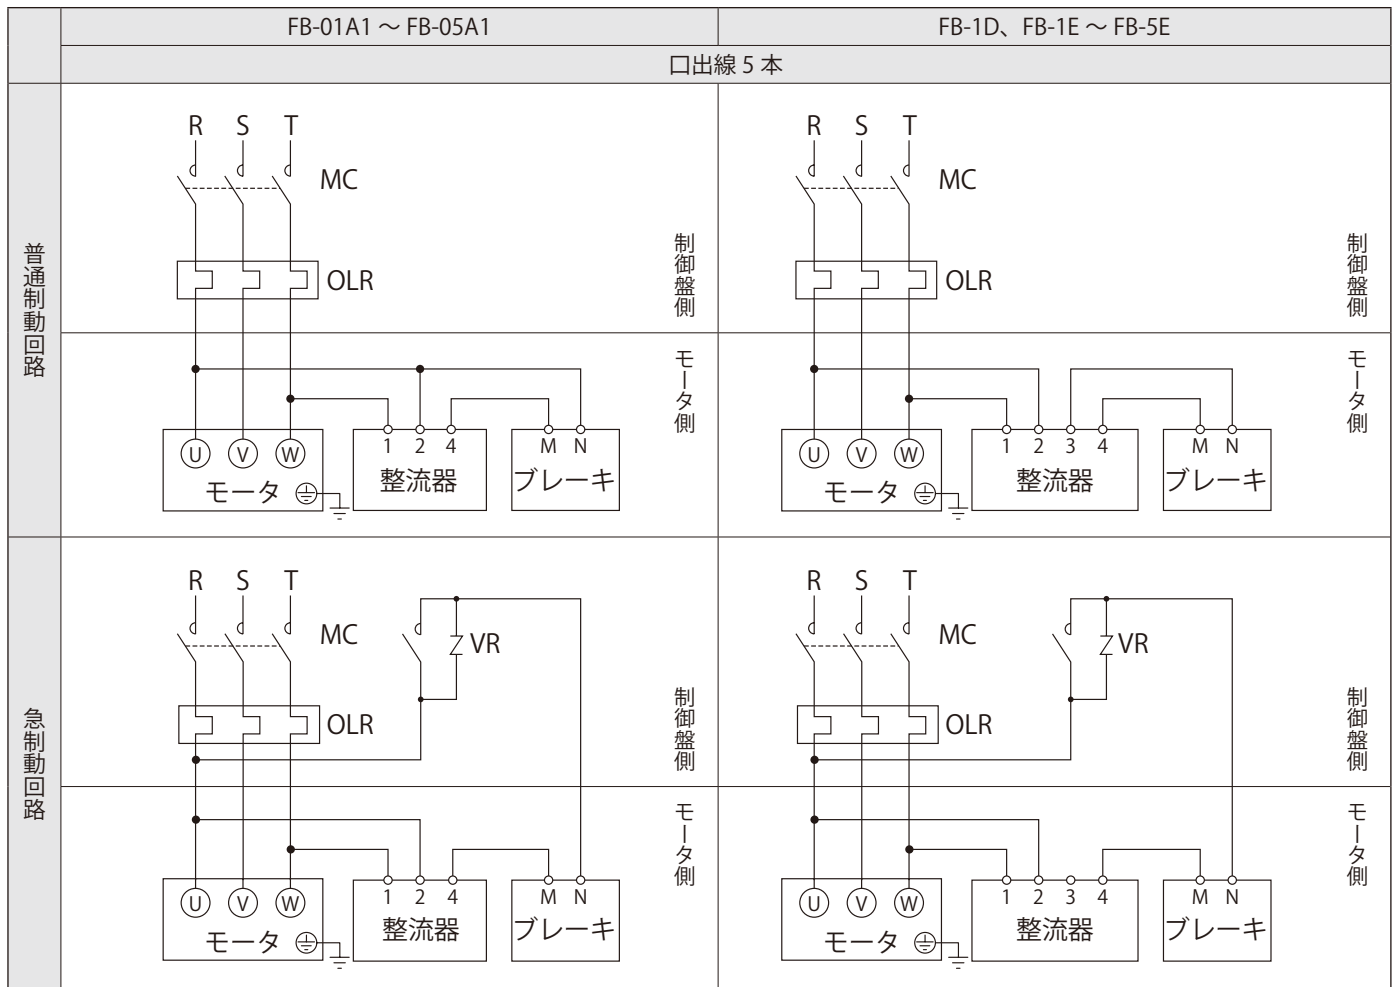 FB-01A1 ～ FB-05A1
FB-1D、FB-1E ～ FB-5E
口出線 5 本
普通制動回路
R S T
MC
OLR
制御盤側
モータ側
U V W
モータ
1 2 4
整流器
M N
ブレーキ
R S T
MC
OLR
制御盤側
モータ側
U V W
モータ
1 2 3 4
整流器
M N
ブレーキ
急制動回路
R S T
MC
VR
OLR
制御盤側
モータ側
U V W
モータ
1 2 4
整流器
M N
ブレーキ
R S T
MC
VR
OLR
制御盤側
モータ側
U V W
モータ
1 2 3 4
整流器
M N
ブレーキ